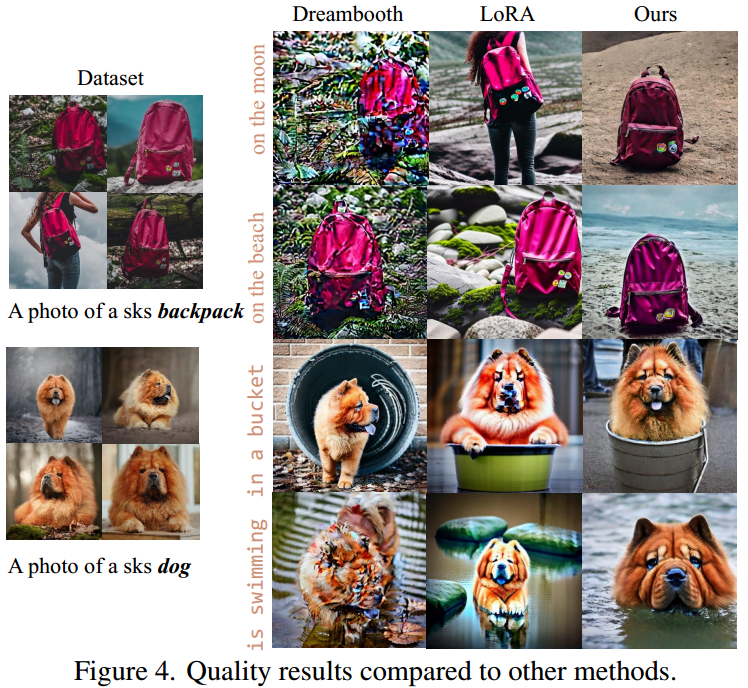 Dreambooth LoRA Ours
Dataset
on the moon
on the beach
A photo of a sks backpack
in a bucket
is swimming
A photo of a sks dog
Figure 4. Quality results compared to other methods.